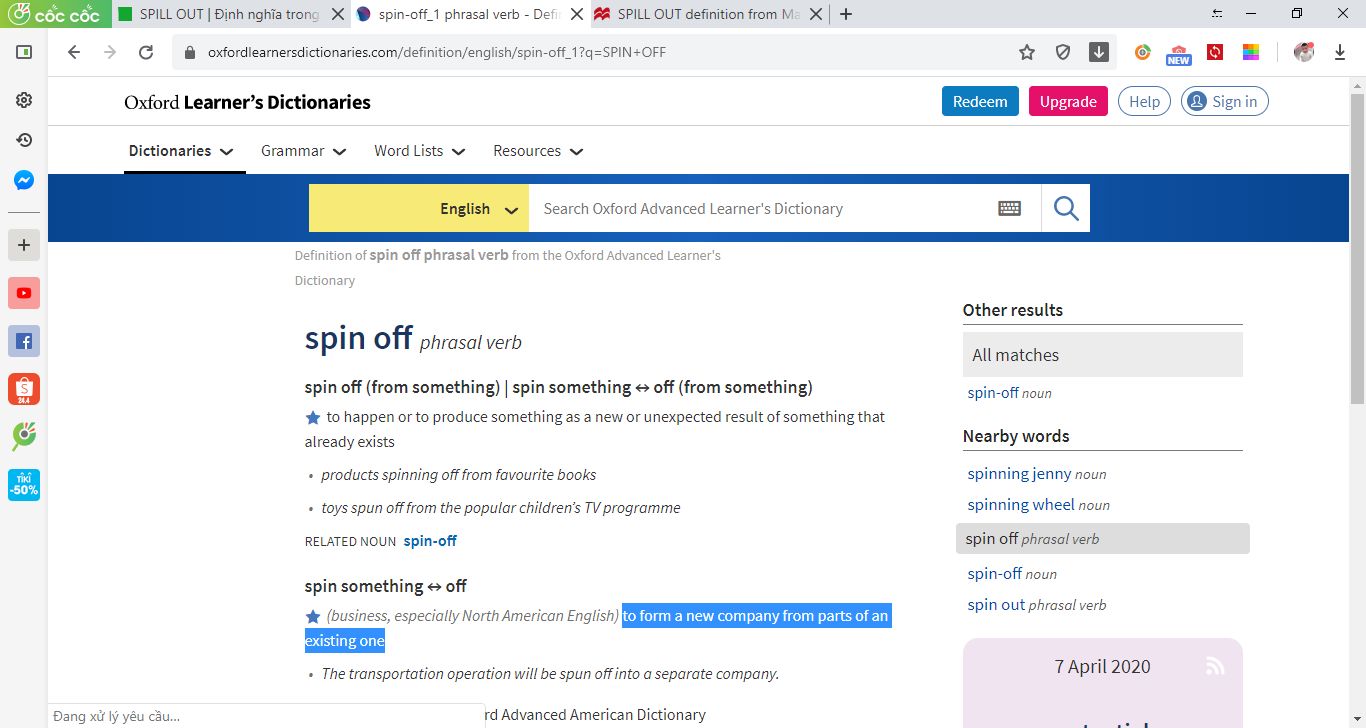 cốc cốc
SPILL OUT | Định nghĩa trong
spin-off_1 phrasal verb - Defi
SPILL OUT definition from Ma
oxfordlearnersdictionaries.com/definition/english/spin-off_1?q=SPIN+OFF
NEW
Oxford Learner's Dictionaries
Redeem
Upgrade
Help
Sign in
Dictionaries
Grammar
Word Lists
Resources
English
Search Oxford Advanced Learner's Dictionary
Definition of spin off phrasal verb from the Oxford Advanced Learner's
Dictionary
spin off phrasal verb
spin off (from something) | spin something ↔ off (from something)
to happen or to produce something as a new or unexpected result of something that
already exists
• products spinning off from favourite books
• toys spun off from the popular children's TV programme
RELATED NOUN spin-off
spin something ↔ off
(business, especially North American English) to form a new company from parts of an
existing one
• The transportation operation will be spun off into a separate company.
rd Advanced American Dictionary
Other results
All matches
spin-off noun
Nearby words
spinning jenny noun
spinning wheel noun
spin off phrasal verb
spin-off noun
spin out phrasal verb
7 April 2020
24.4
TIKI
-50%
Đang xử lý yêu cầu...